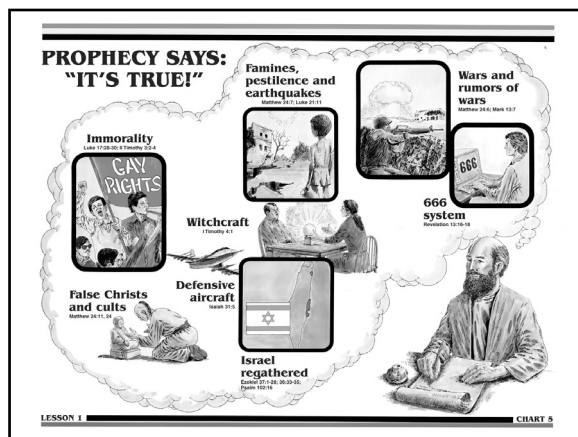 PROPHECY SAYS:
"IT'S TRUE!"
Famines,
pestilence and
earthquakes
Matthew 24:7; Luke 21:11
Wars and
rumors of
wars
Matthew 24:6; Mark 13:7
Immorality
Luke 17:28-30; II Timothy 3:2-4
GAY
RIGHTS
666
666
system
Revelation 13:16-18
Witchcraft
I Timothy 4:1
Defensive
aircraft
Isaiah 31:5
False Christs
and cults
Matthew 24:11, 24
Israel
regathered
Ezekiel 37:1-28; 36:33-35;
Psalm 102:16
LESSON 1
CHART 5